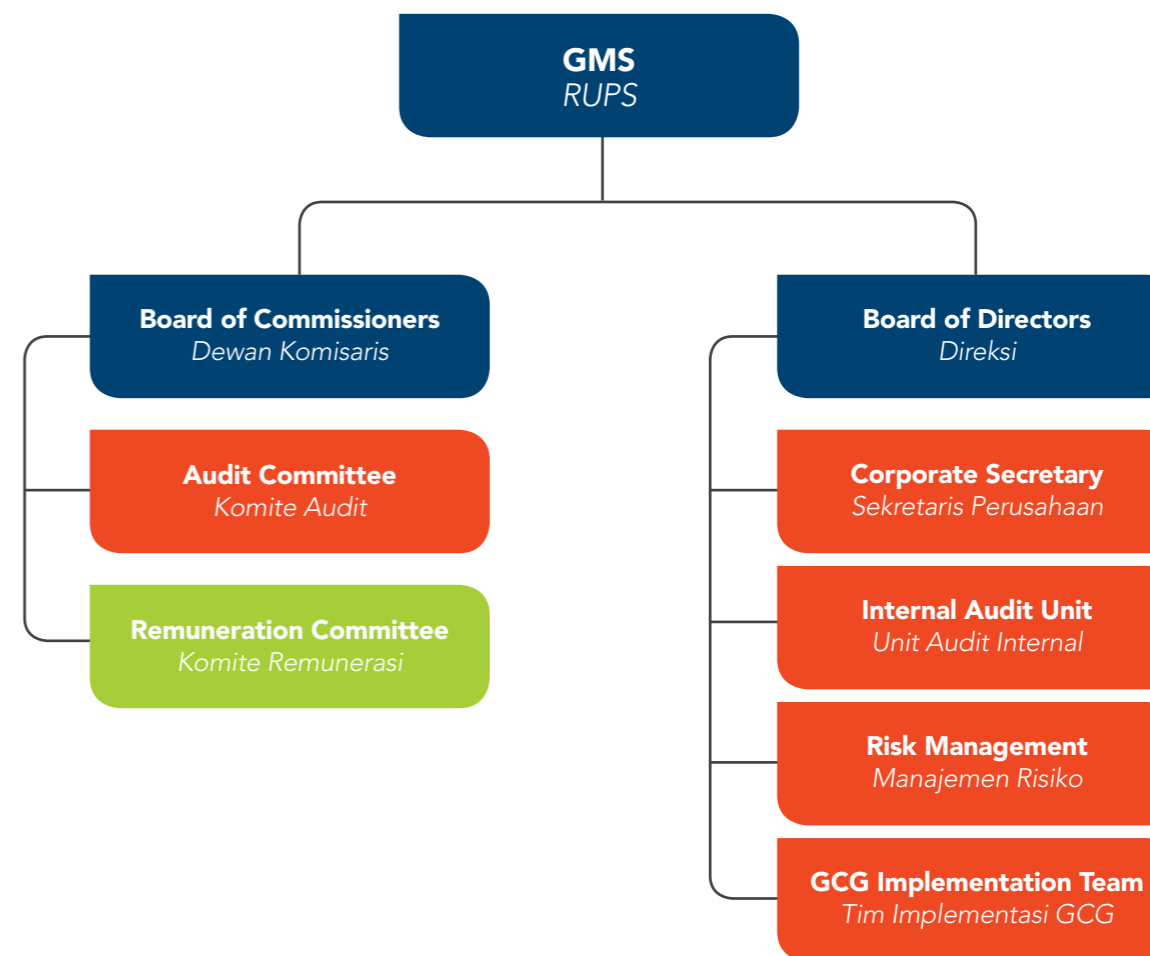 GMS
RUPS
Board of Commissioners
Dewan Komisaris
Audit Committee
Komite Audit
Remuneration Committee
Komite Remunerasi
Board of Directors
Direksi
Corporate Secretary
Sekretaris Perusahaan
Internal Audit Unit
Unit Audit Internal
Risk Management
Manajemen Risiko
GCG Implementation Team
Tim Implementasi GCG